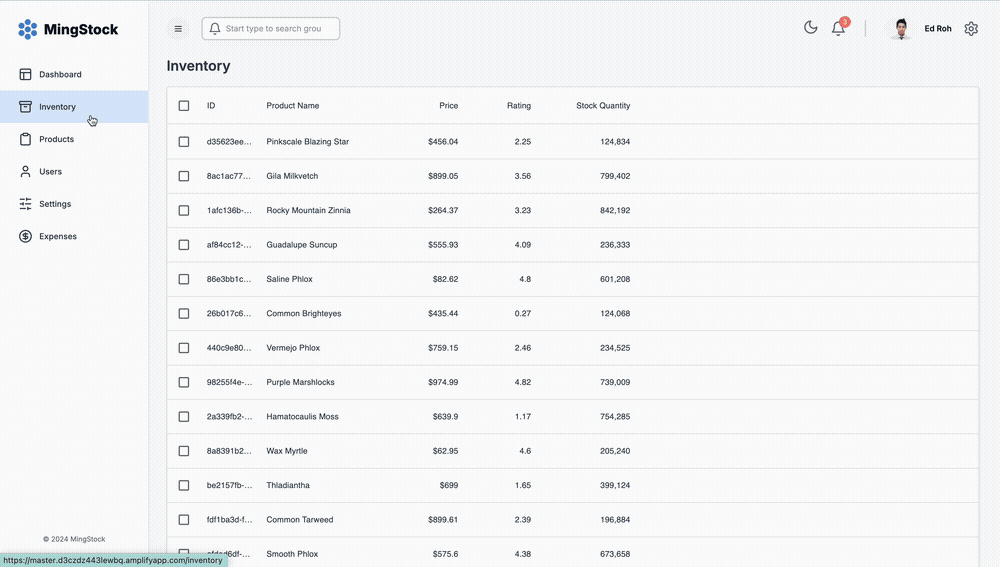 MingStock
Start type to search grou
3
Ed Roh
Dashboard
Inventory
Products
Users
Settings
Expenses
Inventory
ID Product Name Price Rating Stock Quantity
d35623ee... Pinkscale Blazing Star $456.04 2.25 124,834
8ac1ac77... Gila Milkvetch $899.05 3.56 799,402
1afc136b-... Rocky Mountain Zinnia $264.37 3.23 842,192
af84cc12-... Guadalupe Suncup $555.93 4.09 236,333
86e3bb1c... Saline Phlox $82.62 4.8 601,208
26b017c6... Common Brighteyes $435.44 0.27 124,068
440c9e80... Vermejo Phlox $759.15 2.46 234,525
98255f4e-... Purple Marshlocks $974.99 4.82 739,009
2a339fb2-... Hamatocaulis Moss $639.9 1.17 754,285
8a8391b2... Wax Myrtle $62.95 4.6 205,240
be2157fb-... Thladiantha $699 1.65 399,124
fdf1ba3d-f... Common Tarweed $899.61 2.39 196,884
Smooth Phlox $575.6 4.38 673,658
© 2024 MingStock
https://master.d3czdz443lewbq.amplifyapp.com/inventory